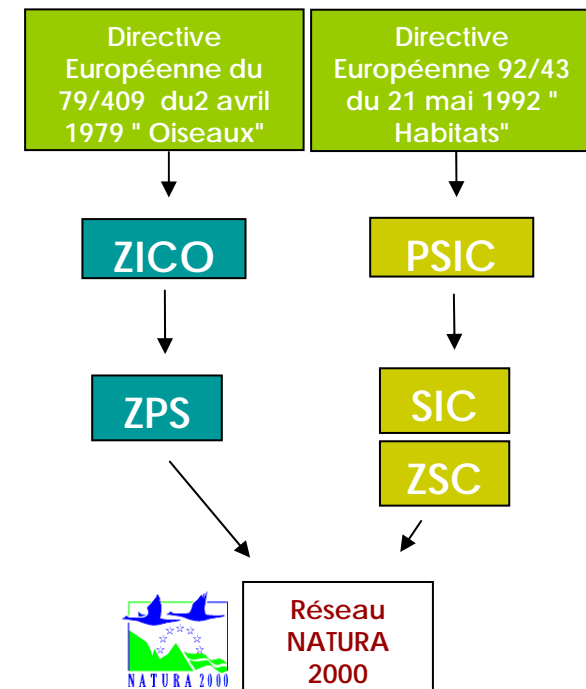 Directive
Européenne du
79/409 du2 avril
1979 " Oiseaux"
Directive
Européenne 92/43
du 21 mai 1992 "
Habitats"
ZICO
PSIC
ZPS
SIC
ZSC
NATURA 2000
Réseau
NATURA
2000